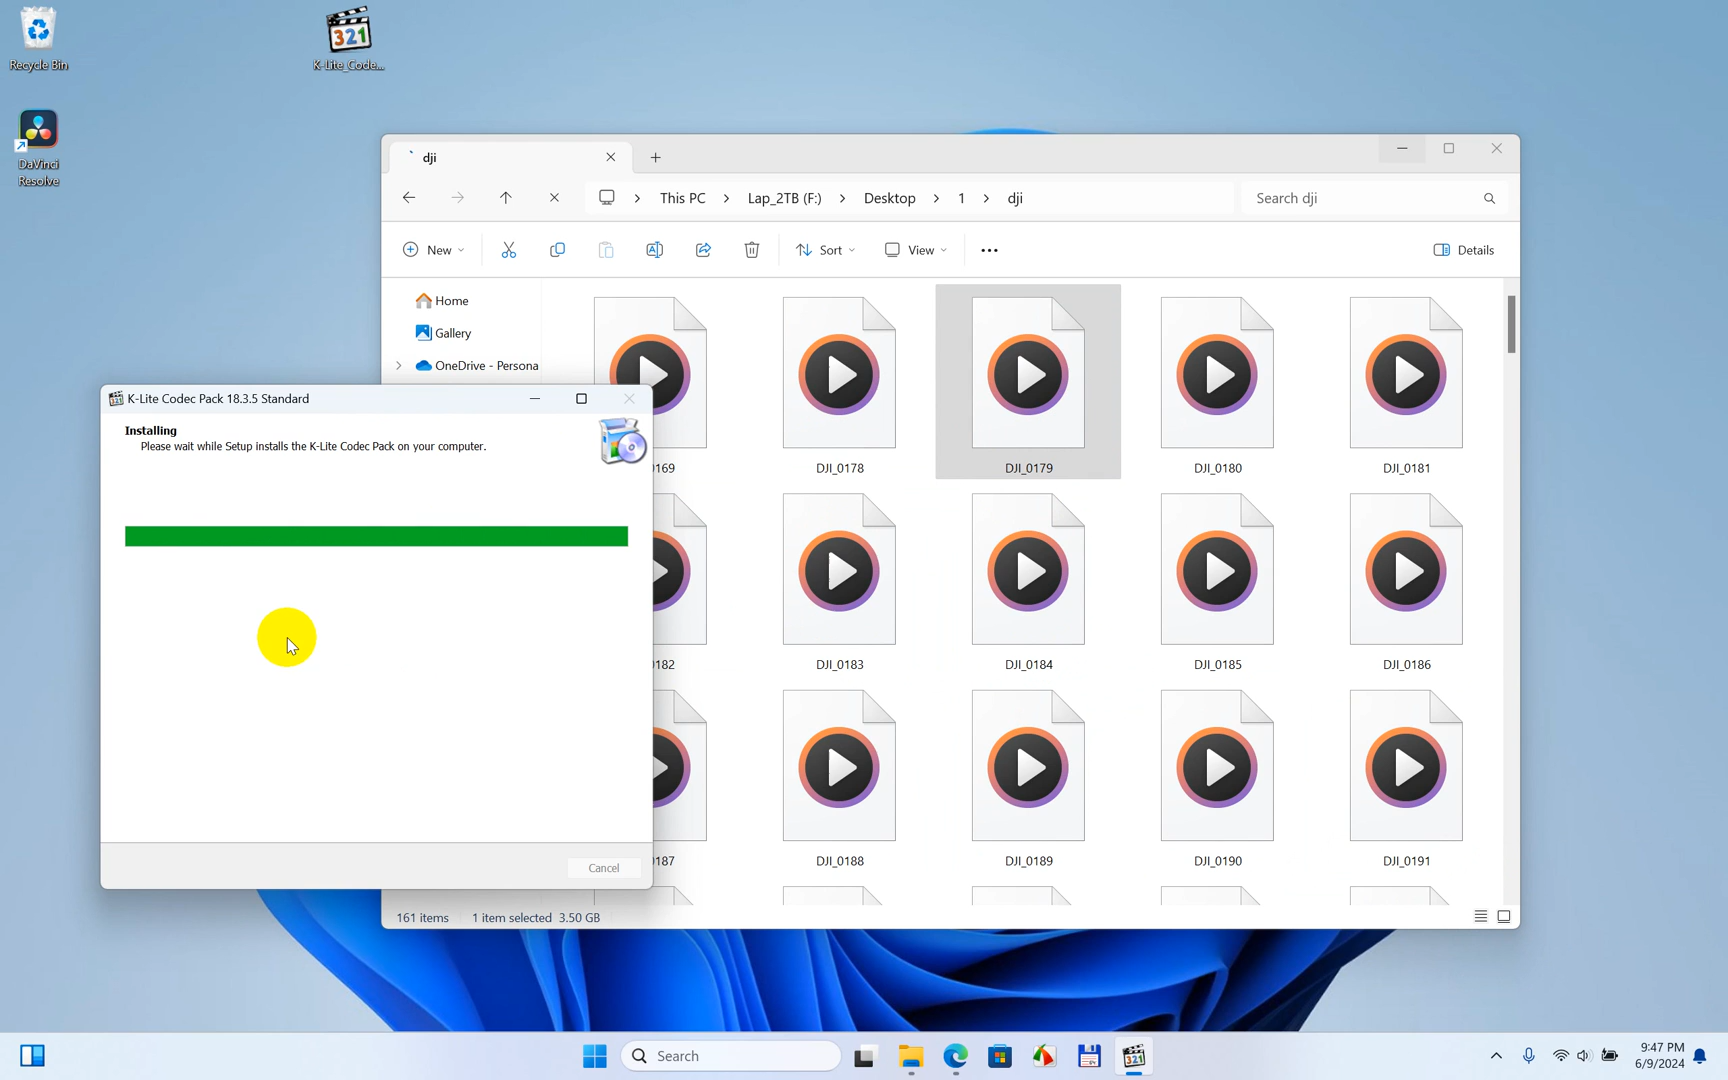 Recycle Bin
K-Lite_Code...
DaVinci
Resolve
dji
This PC
Lap_2TB (F:)
Desktop
1
dji
Search dji
New
Sort
View
Details
Home
Gallery
OneDrive - Persona
0169
DJI_0178
DJI_0179
DJI_0180
DJI_0181
K-Lite Codec Pack 18.3.5 Standard
Installing
Please wait while Setup installs the K-Lite Codec Pack on your computer.
321
0182
DJI_0183
DJI_0184
DJI_0185
DJI_0186
Cancel
0187
DJI_0188
DJI_0189
DJI_0190
DJI_0191
161 items
1 item selected 3.50 GB
Search
321
9:47 PM
6/9/2024